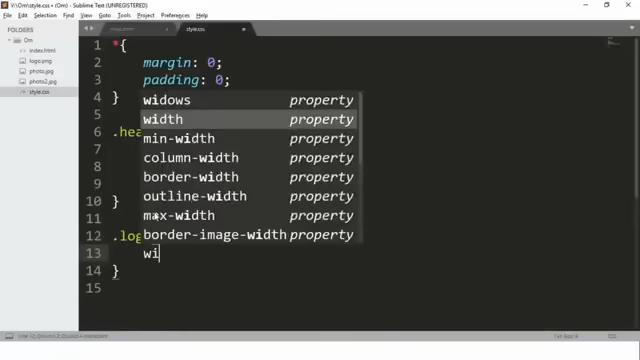 V:\Om\style.css • (Om) - Sublime Text (UNREGISTERED)
File Edit Selection Find View Goto Tools Project Preferences Help
FOLDERS
Om
index.html
logo.png
photo.jpg
photo2.jpg
style.css
style.css
1 *{
2 margin: 0;
3 padding: 0;
4 }
5
widows property
width property
6 .hea
min-width property
column-width property
border-width property
outline-width property
10 }
max-width property
11
12 .log
border-image-width property
13 wi
14 }
15